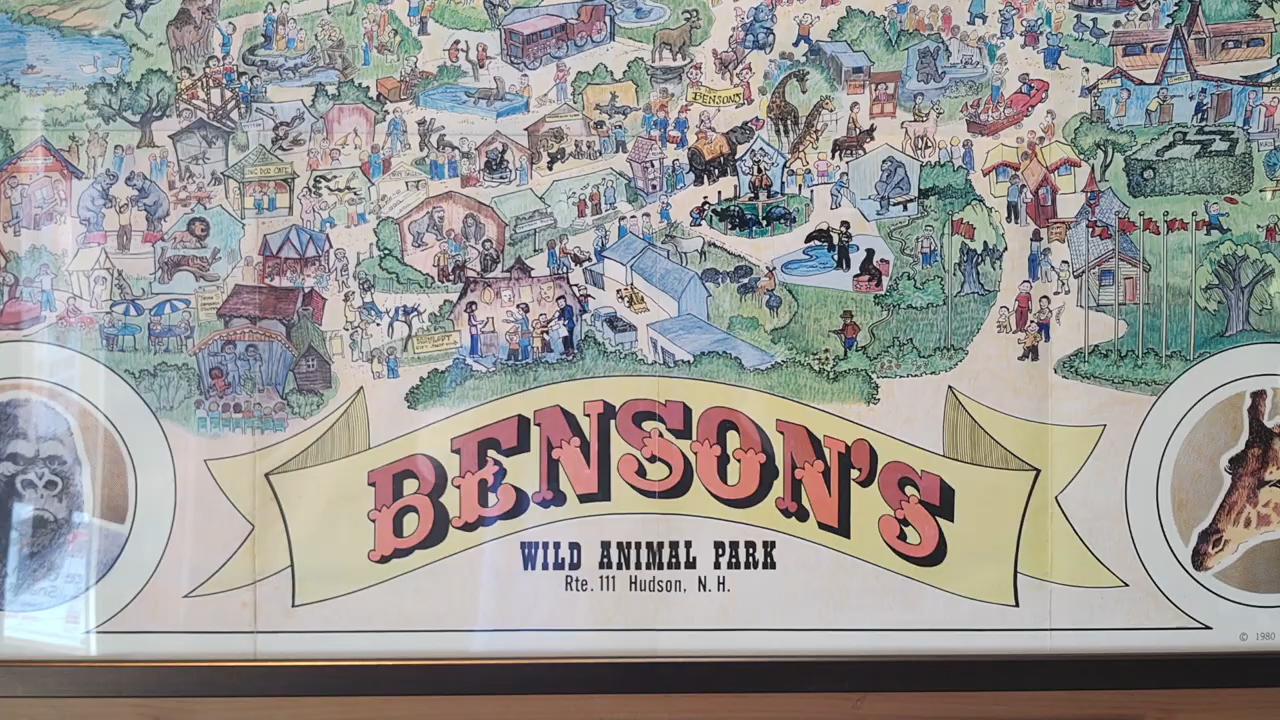 BENSONS
BENSON'S
WILD ANIMAL PARK
Rte. 111 Hudson, N. H.
© 1980